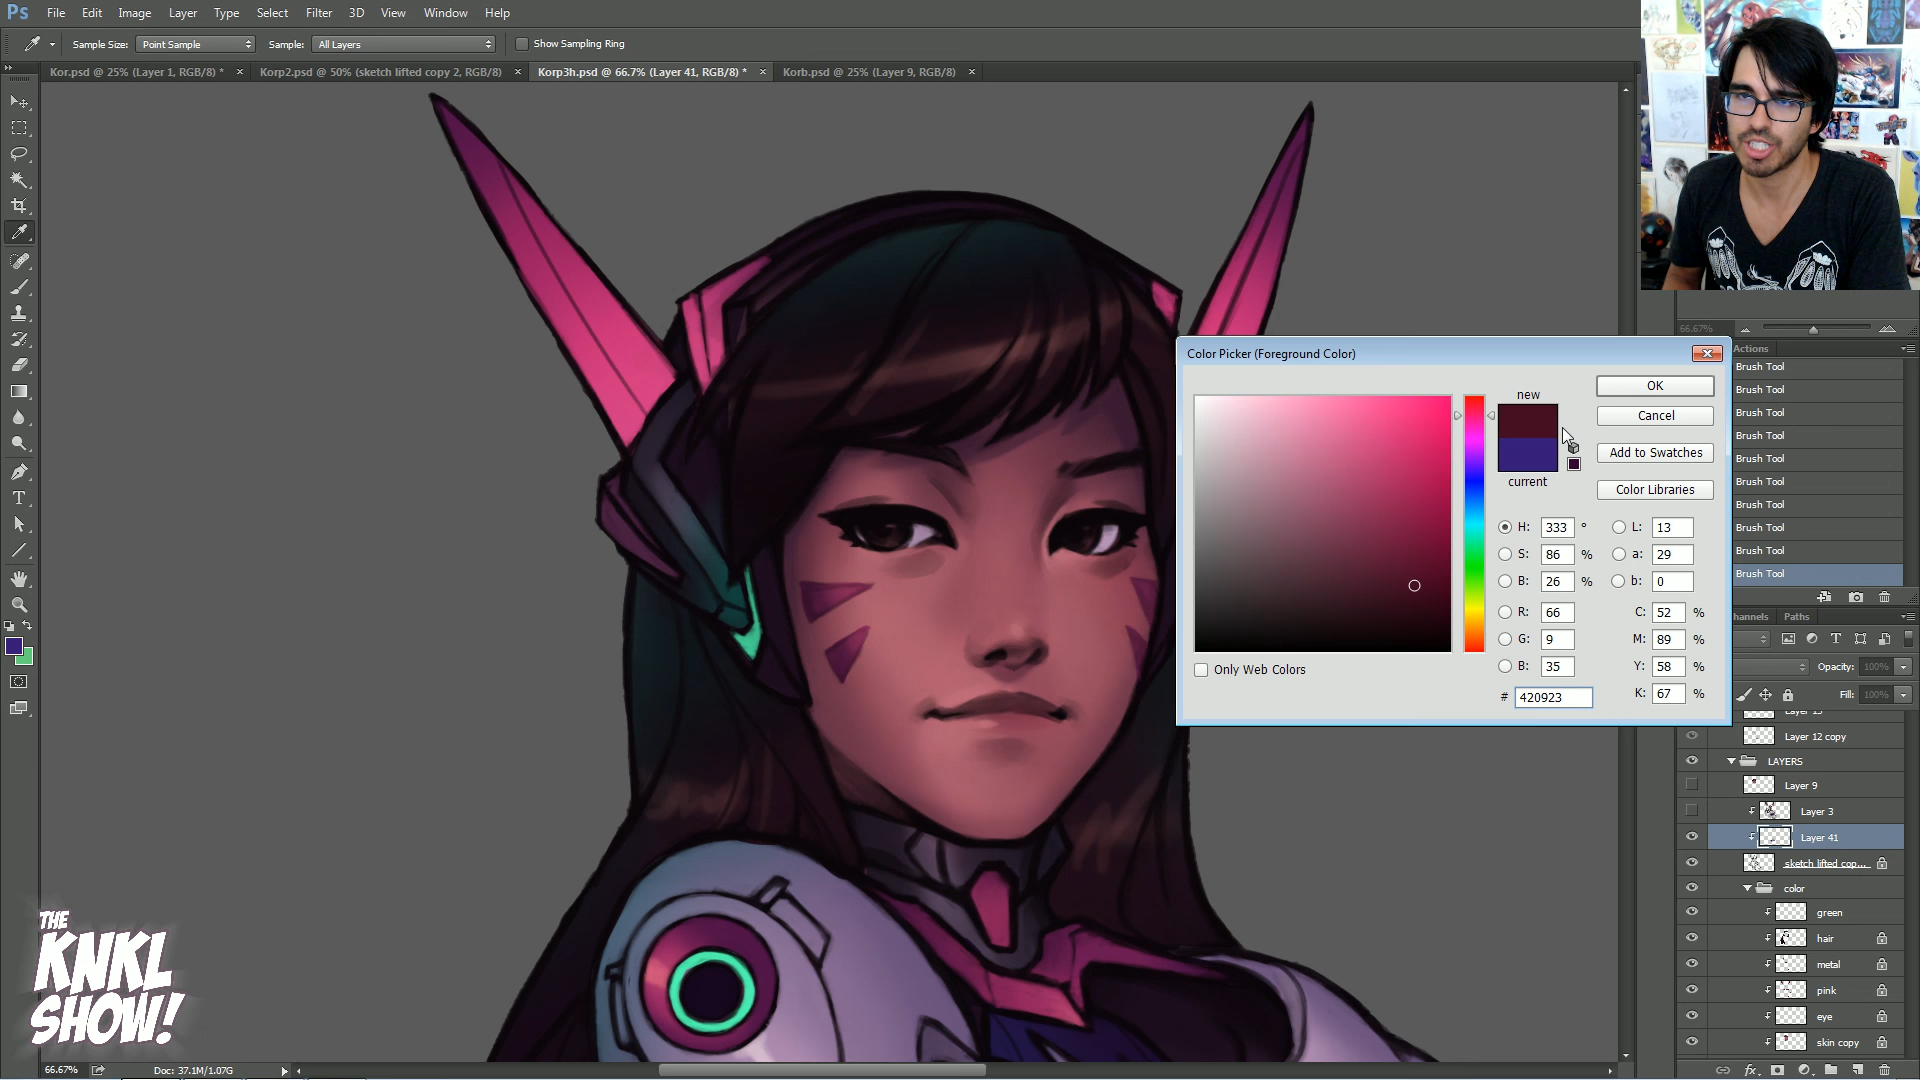 Ps File Edit Image Layer Type Select Filter 3D View Window Help
Sample Size: Point Sample Sample: All Layers Show Sampling Ring
Kor.psd @ 25% (Layer 1, RGB/8) * × Korp2.psd @ 50% (sketch lifted copy 2, RGB/8) × Korp3h.psd @ 66.7% (Layer 41, RGB/8) * × Korb.psd @ 25% (Layer 9, RGB/8) ×
66.67%
Actions
Brush Tool
Brush Tool
Brush Tool
Brush Tool
Brush Tool
Brush Tool
Brush Tool
Brush Tool
Brush Tool
Brush Tool
Color Picker (Foreground Color)
new
current
OK
Cancel
Add to Swatches
Color Libraries
H: 333 °
S: 86 %
B: 26 %
R: 66
G: 9
B: 35
# 420923
L: 13
a: 29
b: 0
C: 52 %
M: 89 %
Y: 58 %
K: 67 %
Only Web Colors
Paths
Opacity: 100%
Fill: 100%
Layer 12 copy
LAYERS
Layer 9
Layer 3
Layer 41
sketch lifted cop...
color
green
hair
metal
pink
eye
skin copy
THE
KNKL
SHOW!
66.67% Doc: 37.1M/1.07G